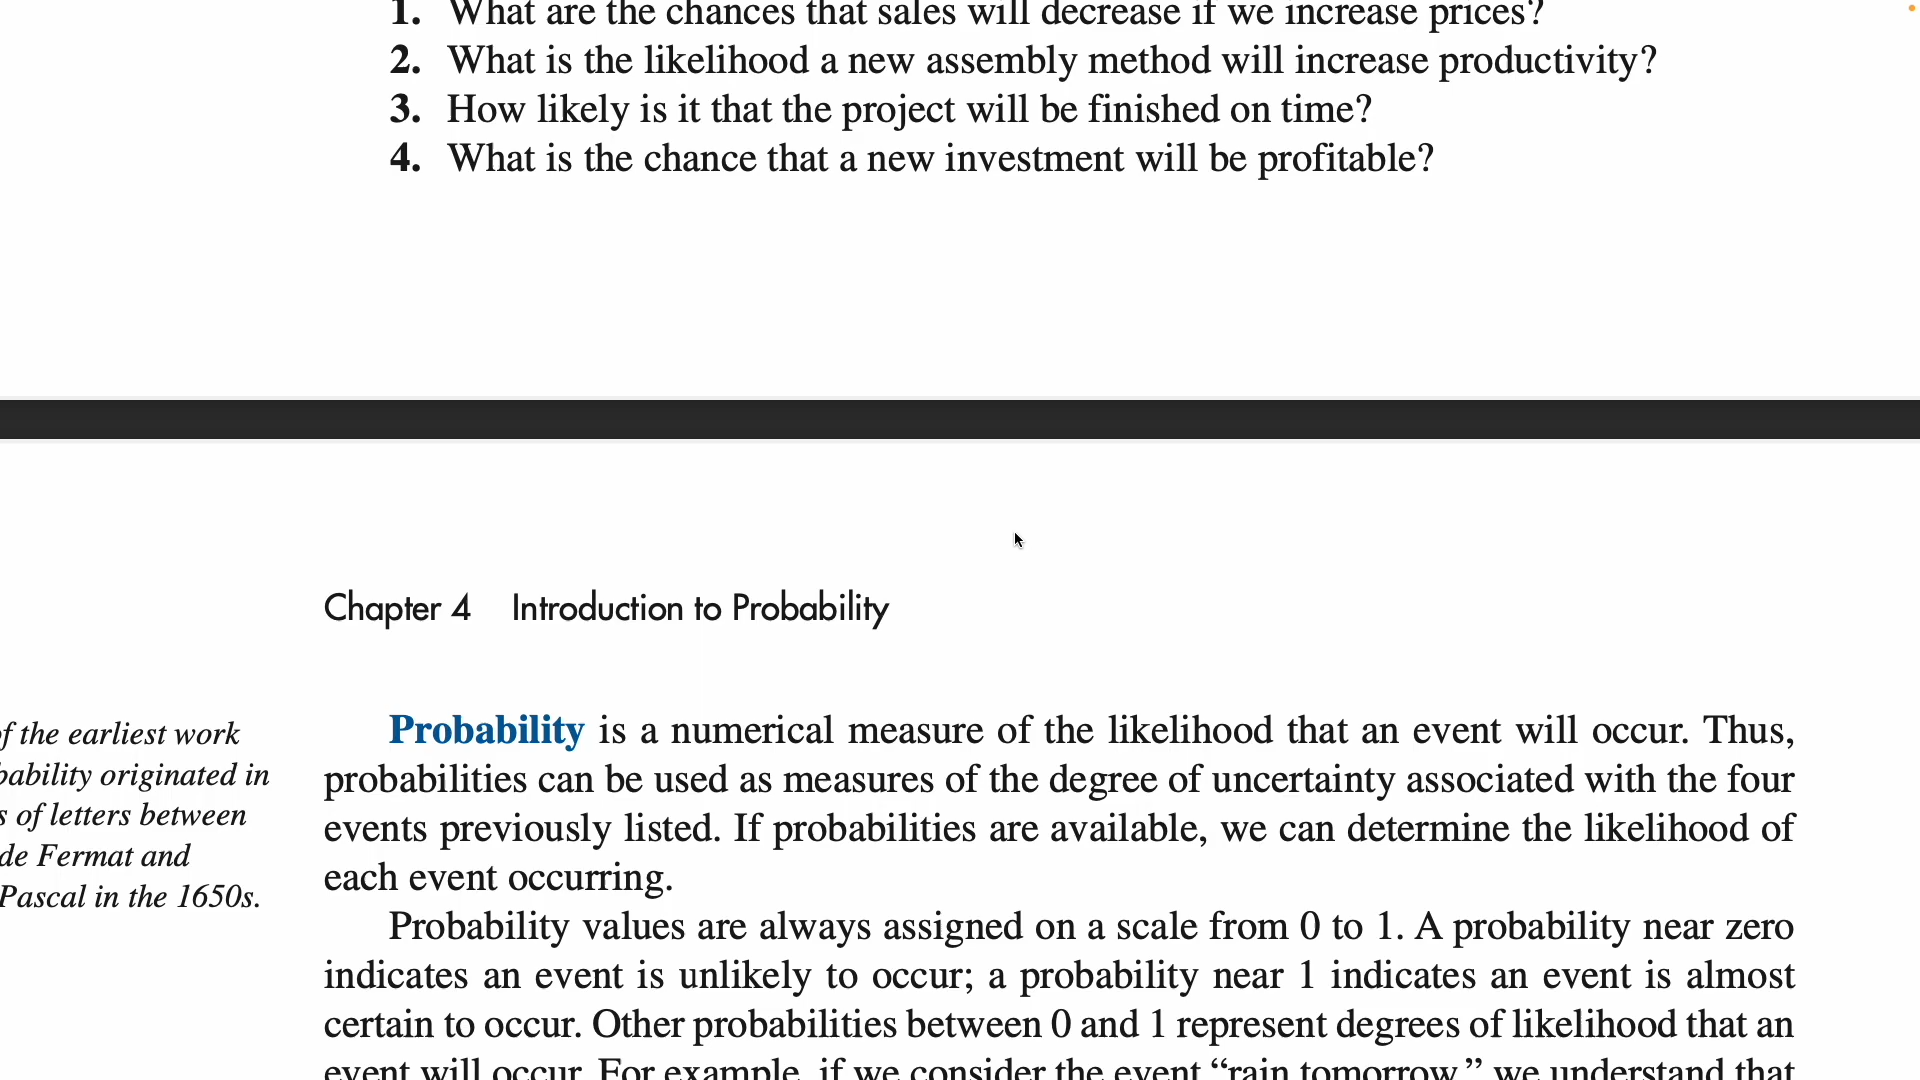 1. What are the chances that sales will decrease if we increase prices?
2. What is the likelihood a new assembly method will increase productivity?
3. How likely is it that the project will be finished on time?
4. What is the chance that a new investment will be profitable?
Chapter 4 Introduction to Probability
of the earliest work
bability originated in
s of letters between
de Fermat and
Pascal in the 1650s.
Probability is a numerical measure of the likelihood that an event will occur. Thus,
probabilities can be used as measures of the degree of uncertainty associated with the four
events previously listed. If probabilities are available, we can determine the likelihood of
each event occurring.
Probability values are always assigned on a scale from 0 to 1. A probability near zero
indicates an event is unlikely to occur; a probability near 1 indicates an event is almost
certain to occur. Other probabilities between 0 and 1 represent degrees of likelihood that an
event will occur. For example, if we consider the event “rain tomorrow,” we understand that